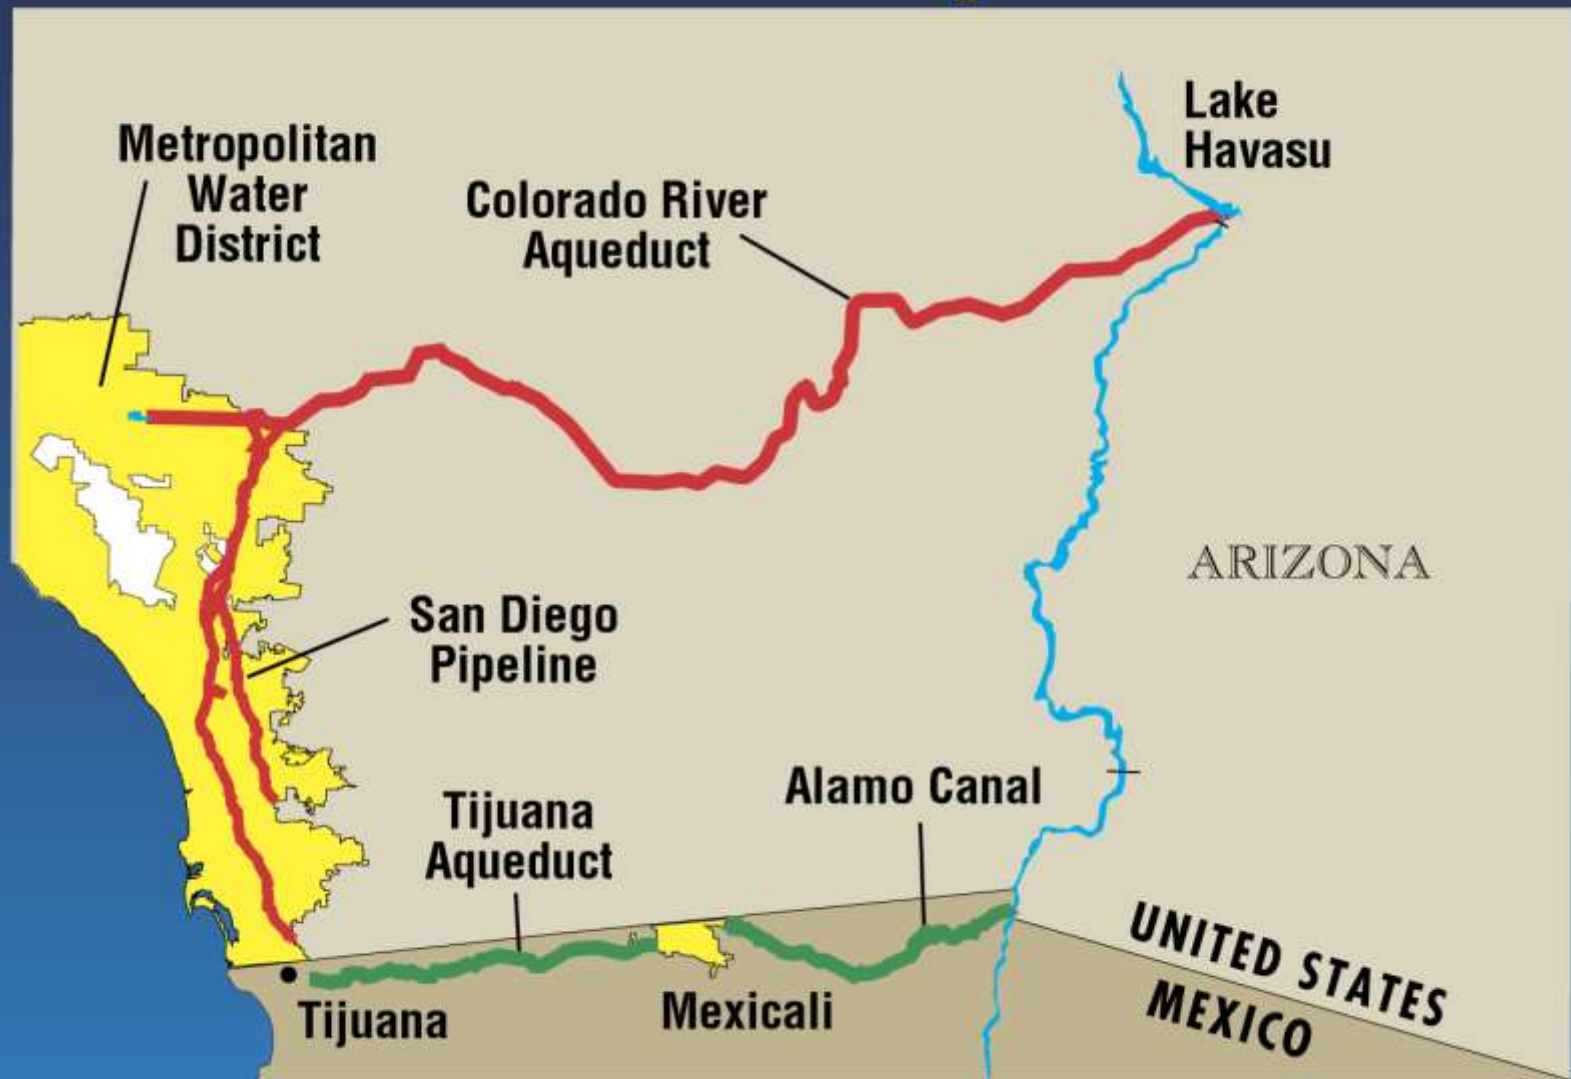 Lake
Havasu
Metropolitan
Water
District
Colorado River
Aqueduct
ARIZONA
San Diego
Pipeline
Alamo Canal
Tijuana
Aqueduct
UNITED STATES
MEXICO
Tijuana
Mexicali